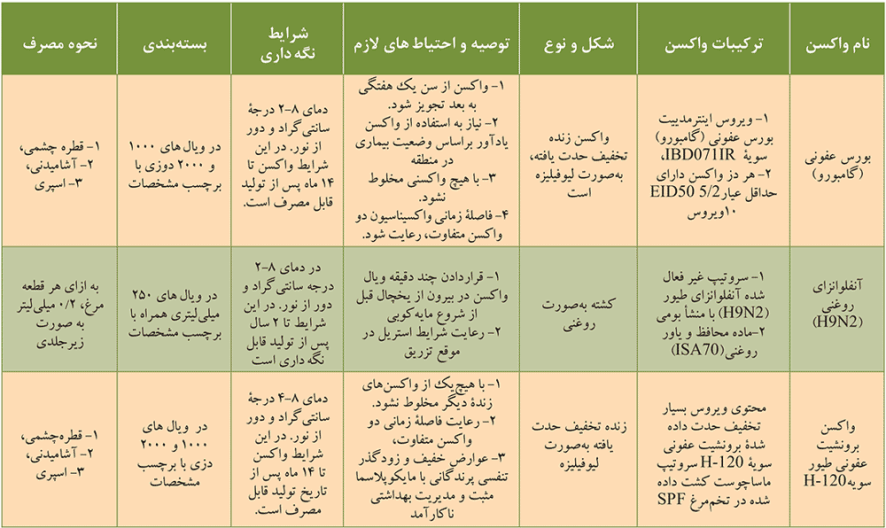 نام واکسن
ترکیبات واکسن
شکل و نوع
توصیه و احتیاط های لازم
شرایط
نگه داری
بسته‌بندی
نحوه مصرف
بورس عفونی
(گامبورو)
۱- ویروس اینترمدییت
بورس عفونی (گامبورو)
سویهٔ IBD071IR،
۲- هر دز واکسن دارای
حداقل عیار EID50 5/2
۱۰ویروس
واکسن زنده
تخفیف حدت یافته،
به‌صورت لیوفیلیزه
است
۱- واکسن از سن یک هفتگی
به بعد تجویز شود.
۲- نیاز به استفاده از واکسن
یادآور براساس وضعیت بیماری
در منطقه
۳- با هیچ واکسنی مخلوط
نشود.
۴- فاصلهٔ زمانی واکسیناسیون دو
واکسن متفاوت، رعایت شود.
دمای ۸-۲ درجهٔ
سانتی‌گراد و دور
از نور. در این
شرایط واکسن تا
۱۴ ماه پس از تولید
قابل مصرف است.
در ویال های ۱۰۰۰
و ۲۰۰۰ دوزی با
برچسب مشخصات
۱- قطره چشمی،
۲- آشامیدنی،
۳- اسپری
آنفلوانزای
روغنی
(H9N2)
۱- سروتیپ غیر فعال
شده آنفلوانزای طیور
(H9N2) با منشأ بومی
۲-ماده محافظ و یاور
روغنی(ISA70)
کشته به‌صورت
روغنی
۱- قراردادن چند دقیقه ویال
واکسن در بیرون از یخچال قبل
از شروع مایه‌کوبی
۲- رعایت شرایط استریل در
موقع تزریق
در دمای ۸-۲
درجه سانتی‌گراد و
دور از نور. در این
شرایط تا ۲ سال
پس از تولید قابل
نگه داری است
در ویال های ۲۵۰
میلی‌لیتری همراه با
برچسب مشخصات
به ازای هر قطعه
مرغ، ۰/۲ میلی‌لیتر
به صورت
زیرجلدی
واکسن
برونشیت
عفونی طیور
سویه H-120
محتوی ویروس بسیار
تخفیف حدت داده
شدهٔ برونشیت عفونی
سویهٔ H-120 سروتیپ
ماساچوست کشت داده
شده در تخم‌مرغ SPF
زنده تخفیف حدت
یافته به‌صورت
لیوفیلیزه
۱- با هیچ‌یک از واکسن‌های
زندهٔ دیگر مخلوط نشود.
۲- رعایت فاصلهٔ زمانی دو
واکسن متفاوت،
۳- عوارض خفیف و زودگذر
تنفسی پرندگانی با مایکوپلاسما
مثبت و مدیریت بهداشتی
ناکارآمد
دمای ۸-۴ درجهٔ
سانتی‌گراد و دور
از نور. در این
شرایط واکسن
تا ۱۴ ماه پس از
تاریخ تولید قابل
مصرف است.
در ویال های
۱۰۰۰ و ۲۰۰۰
دزی با برچسب
مشخصات
۱- قطره‌چشمی،
۲- آشامیدنی،
۳- اسپری